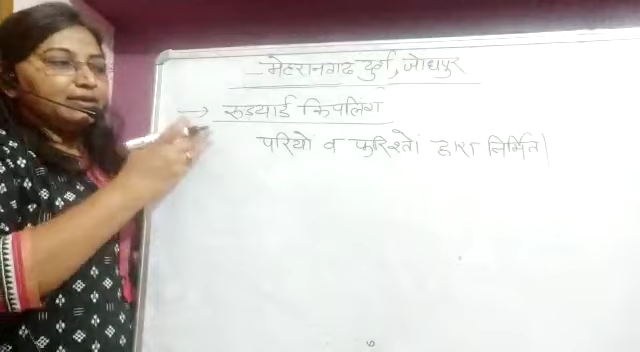 – मेहरानगढ दुर्ग, जोधपुर
→ रुडयार्ड किपलिंग
परियो व फरिश्तों द्वारा निर्मित।